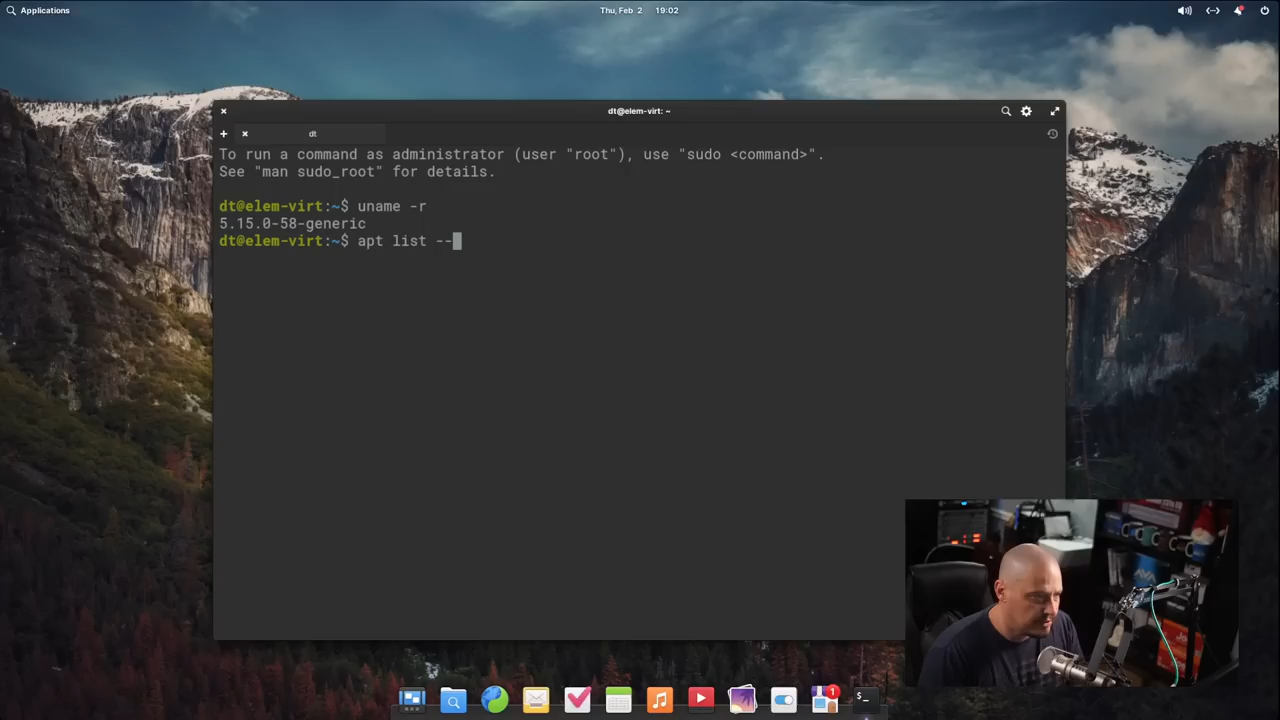 Applications
Thu, Feb 2 19:02
dt@elem-virt: ~
dt
To run a command as administrator (user "root"), use "sudo <command>".
See "man sudo_root" for details.
dt@elem-virt:~$ uname -r
5.15.0-58-generic
dt@elem-virt:~$ apt list --
1
$_